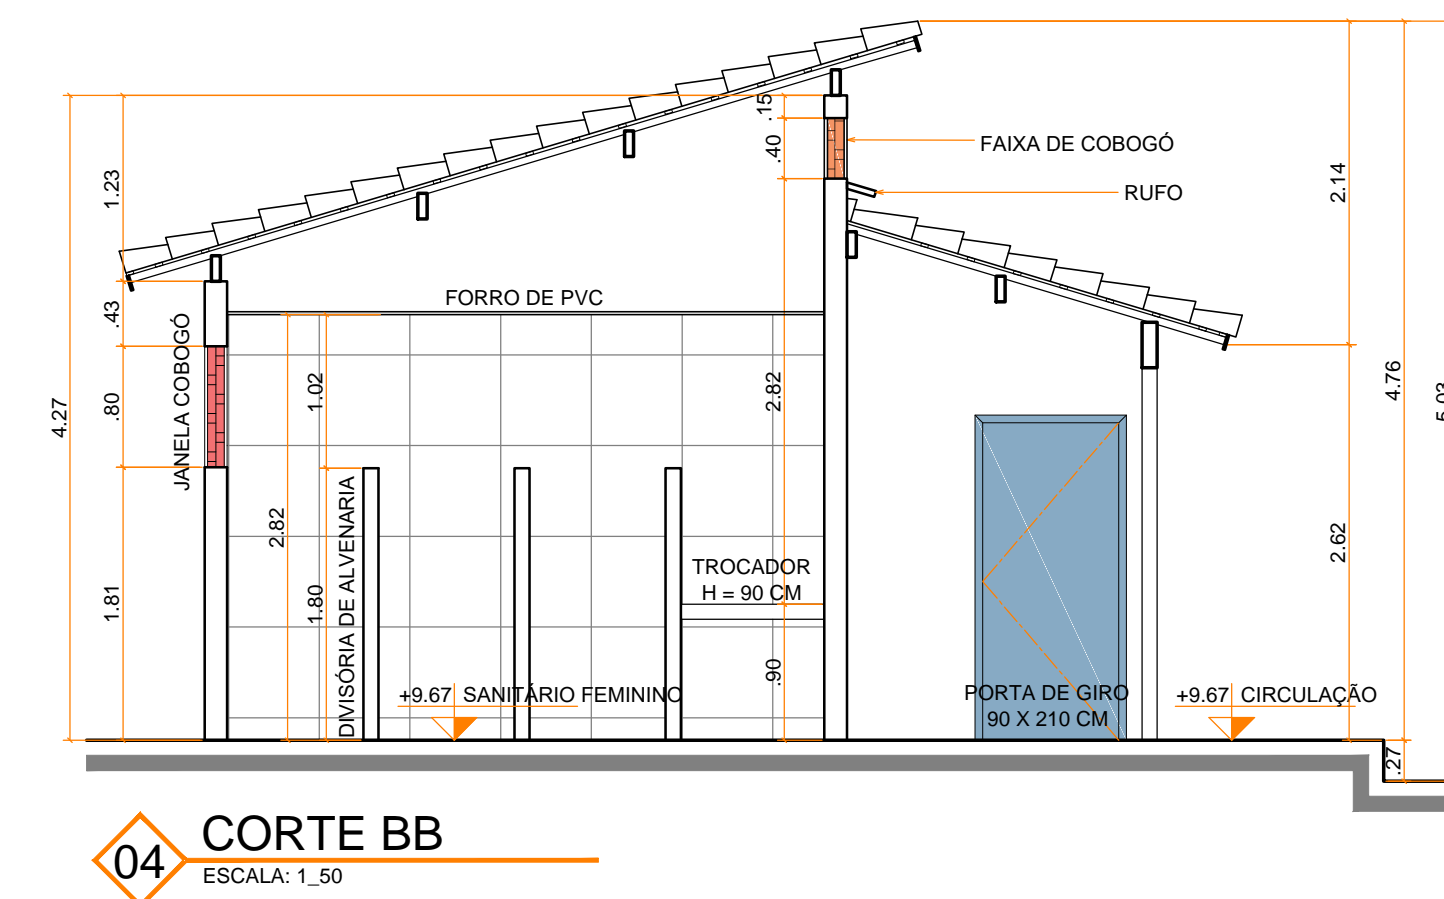 .15
.40
FAIXA DE COBOGÓ
RUFO
1.23
2.14
FORRO DE PVC
.43
JANELA COBOGÓ
.80
4.27
1.02
2.82
4.76
5.03
2.82
1.81
1.80
DIVISÓRIA DE ALVENARIA
TROCADOR
H = 90 CM
2.62
.90
+9.67 SANITÁRIO FEMININO
PORTA DE GIRO
90 X 210 CM
+9.67 CIRCULAÇÃO
.27
04
CORTE BB
ESCALA: 1_50